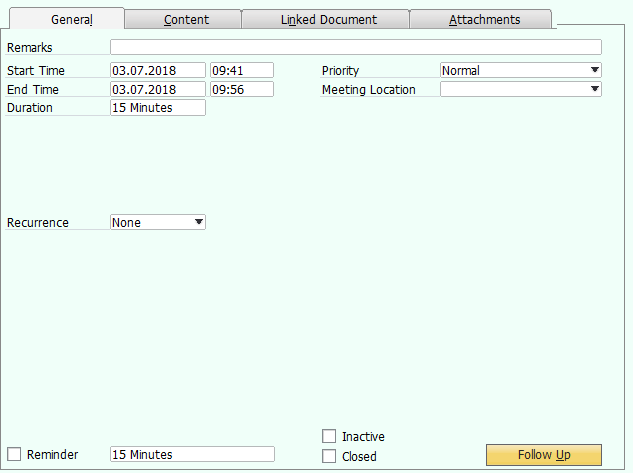 General Content Linked Document Attachments
Remarks
Start Time 03.07.2018 09:41 Priority Normal
End Time 03.07.2018 09:56 Meeting Location
Duration 15 Minutes
Recurrence None
Inactive
Reminder 15 Minutes Closed Follow Up